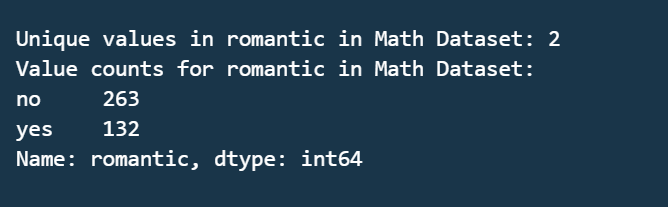 Unique values in romantic in Math Dataset: 2
Value counts for romantic in Math Dataset:
no     263
yes    132
Name: romantic, dtype: int64